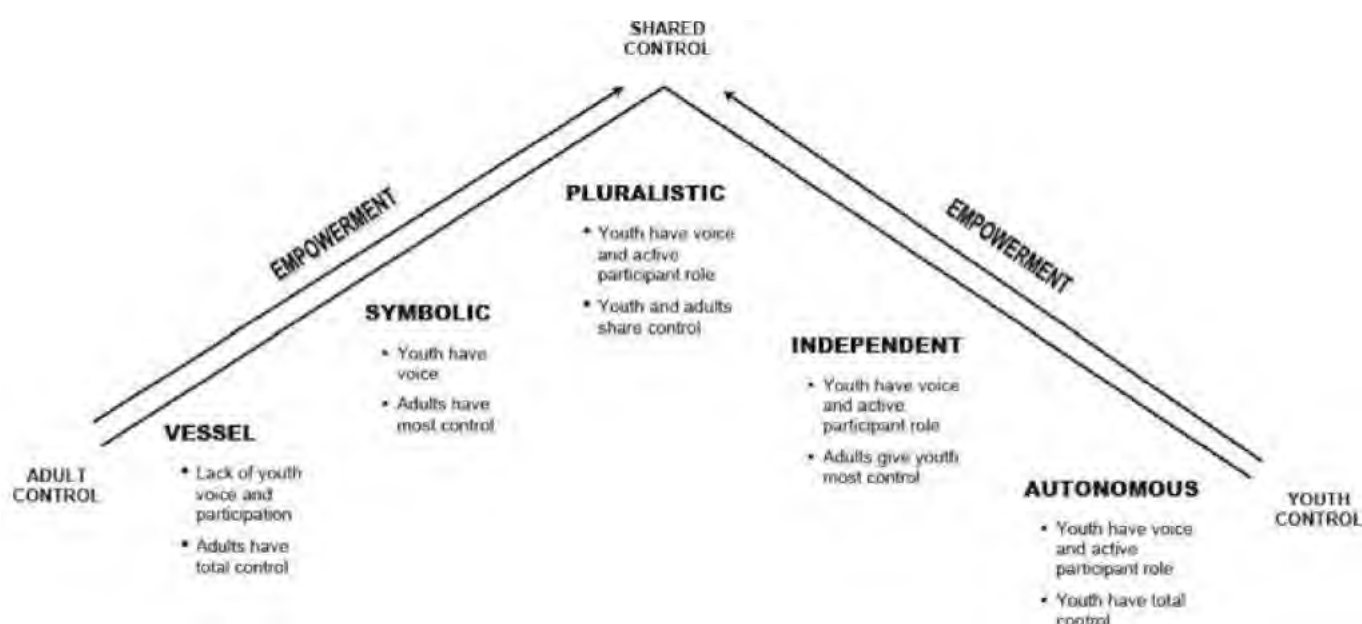 SHARED
CONTROL
EMPOWERMENT
EMPOWERMENT
PLURALISTIC
• Youth have voice
and active
participant role
• Youth and adults
share control
SYMBOLIC
• Youth have
voice
• Adults have
most control
INDEPENDENT
• Youth have voice
and active
participant role
• Adults give youth
most control
VESSEL
• Lack of youth
voice and
participation
• Adults have
total control
ADULT
CONTROL
AUTONOMOUS
• Youth have voice
and active
participant role
• Youth have total
control
YOUTH
CONTROL